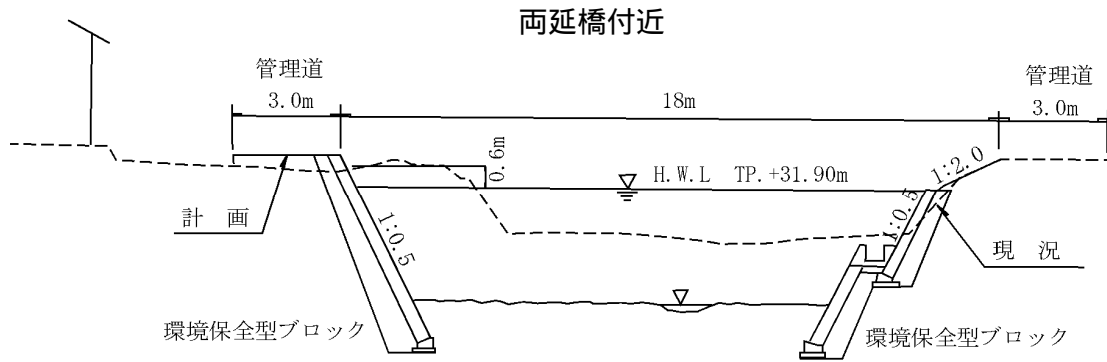 両延橋付近
管理道
管理道
3.0m
18m
3.0m
0.6m
H.W.L TP.+31.90m
1:2.0
計 画
1:0.5
1:0.5
現 況
環境保全型ブロック
環境保全型ブロック